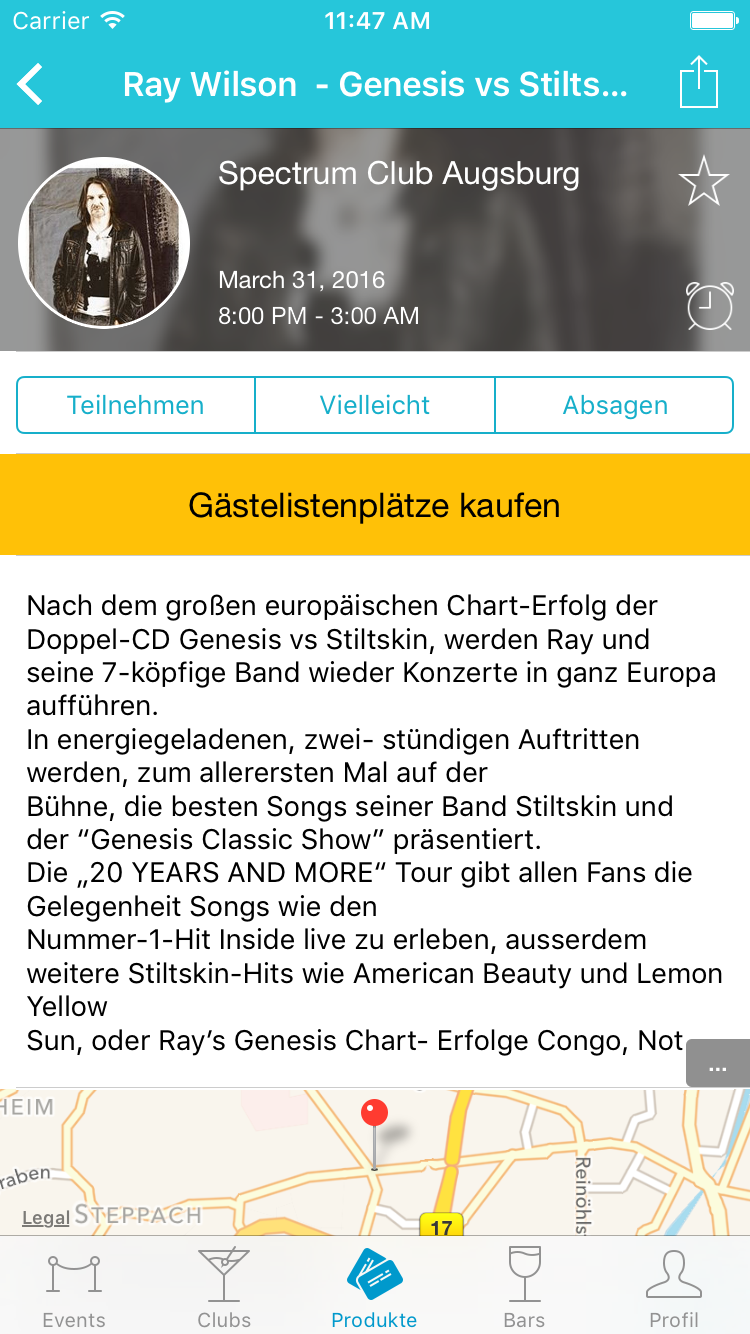 Carrier 11:47 AM
Ray Wilson  - Genesis vs Stilts...
Spectrum Club Augsburg
March 31, 2016
8:00 PM - 3:00 AM
Teilnehmen Vielleicht Absagen
Gästelistenplätze kaufen
Nach dem großen europäischen Chart-Erfolg der
Doppel-CD Genesis vs Stiltskin, werden Ray und
seine 7-köpfige Band wieder Konzerte in ganz Europa
aufführen.
In energiegeladenen, zwei- stündigen Auftritten
werden, zum allerersten Mal auf der
Bühne, die besten Songs seiner Band Stiltskin und
der “Genesis Classic Show” präsentiert.
Die „20 YEARS AND MORE“ Tour gibt allen Fans die
Gelegenheit Songs wie den
Nummer-1-Hit Inside live zu erleben, ausserdem
weitere Stiltskin-Hits wie American Beauty und Lemon
Yellow
Sun, oder Ray’s Genesis Chart- Erfolge Congo, Not
...
HEIM
raben
Legal STEPPACH
17
Reinöhls
Events Clubs Produkte Bars Profil